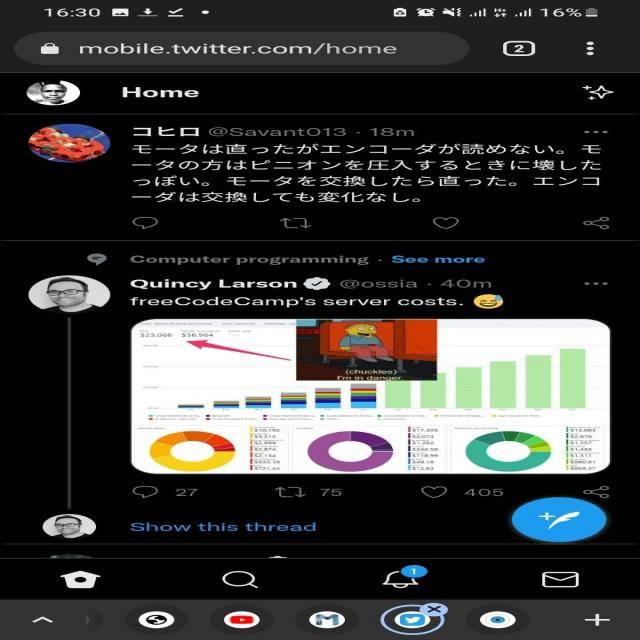 16:30
16%
mobile.twitter.com/home
2
Home
コヒロ @Savant013 · 18m
モータは直ったがエンコーダが読めない。モ
ータの方はピニオンを圧入するときに壊した
っぽい。モータを交換したら直った。エンコ
ーダは交換しても変化なし。
Computer programming · See more
Quincy Larson @ossia · 40m
freeCodeCamp's server costs. 😅
$23,066 $56,964
(chuckles)
I'm in danger.
27 75 405
Show this thread
1